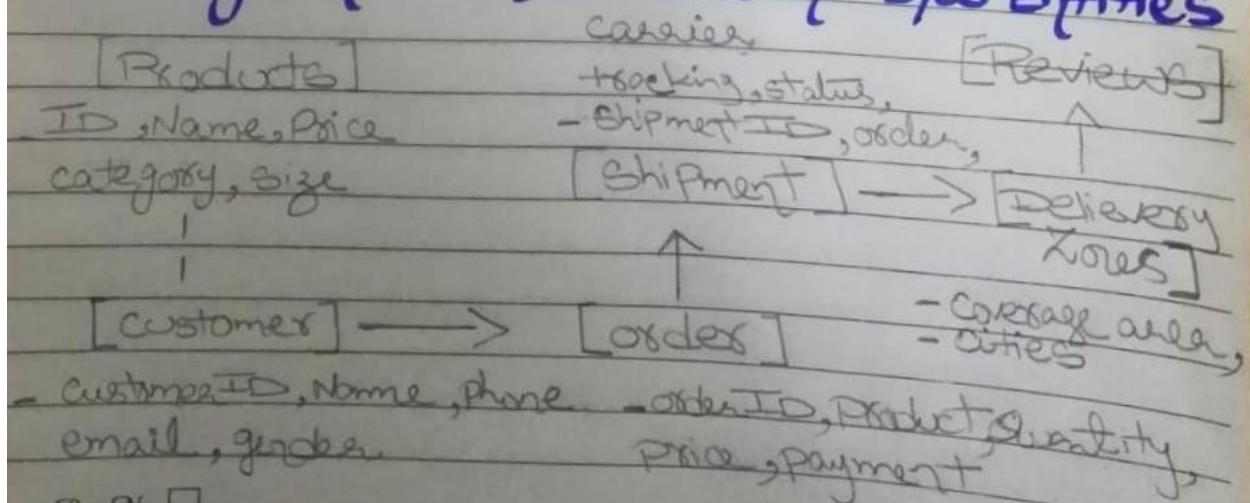 carrier,
[Products]
tracking, status,
[Reviews]
ID, Name, Price
- Shipment ID, order,
category, size
[Shipment]
[Delievery
Zones]
[customer]
[order]
- coverage area,
- cities
- Customer ID, Name, phone
email, gender
- order ID, Product, Quantity,
price, payment